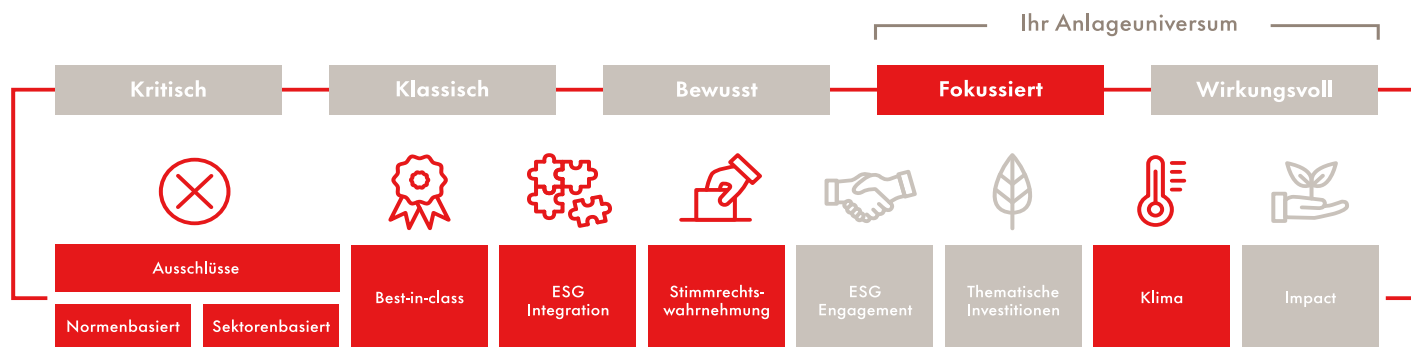 Ihr Anlageuniversum
Kritisch
Klassisch
Bewusst
Fokussiert
Wirkungsvoll
Ausschlüsse
Normenbasiert
Sektorenbasiert
Best-in-class
ESG
Integration
Stimmrechts-
wahrnehmung
ESG
Engagement
Thematische
Investitionen
Klima
Impact